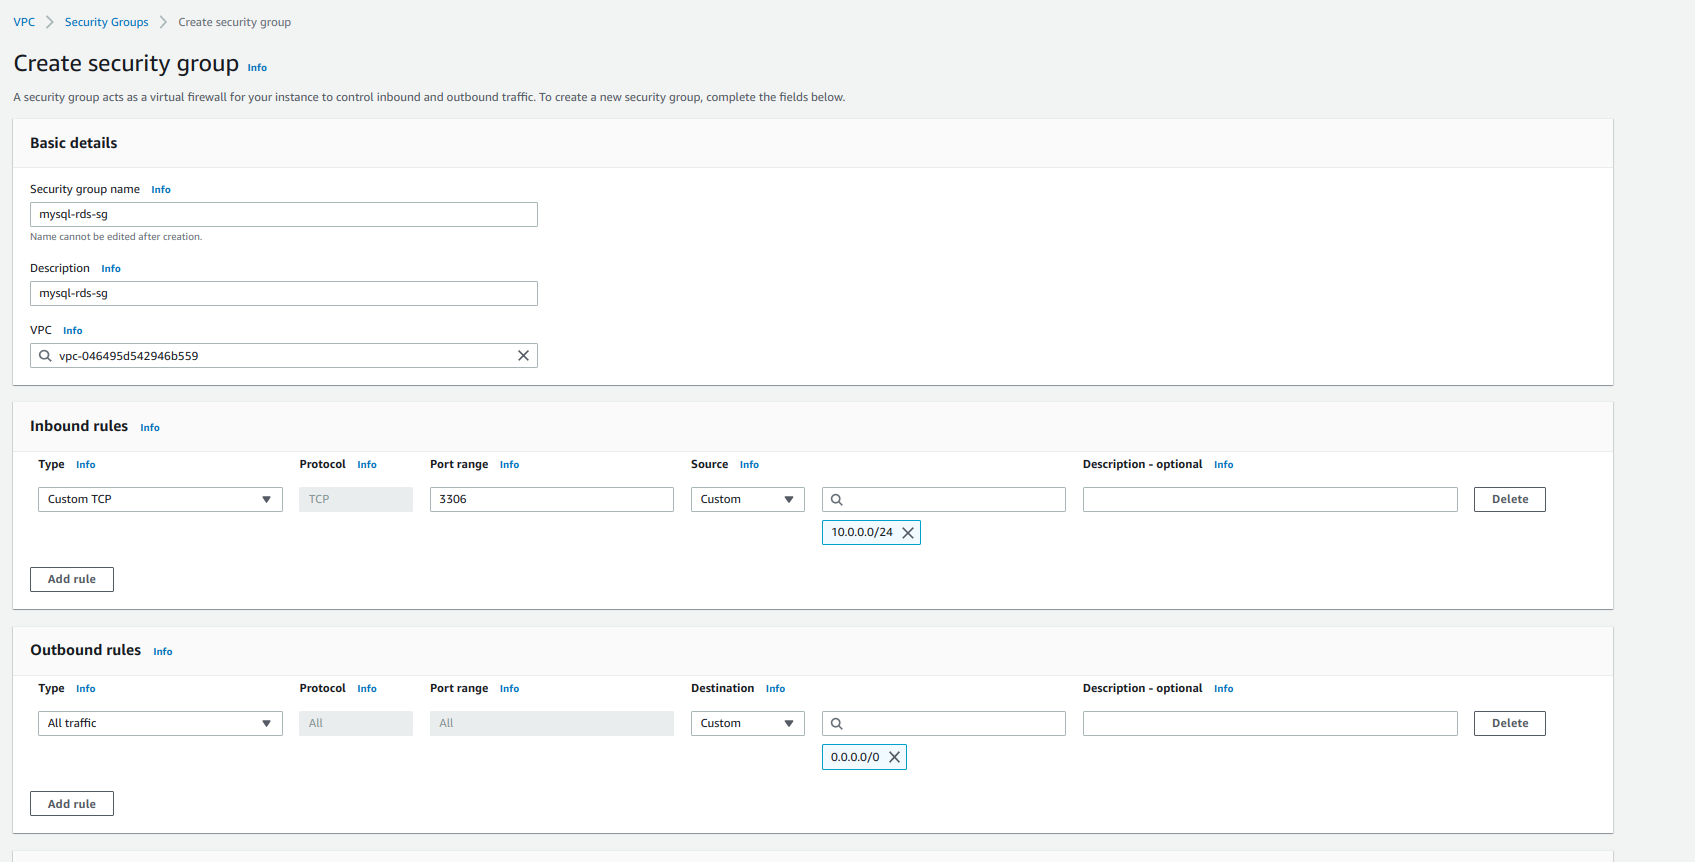 VPC > Security Groups > Create security group
Create security group Info
A security group acts as a virtual firewall for your instance to control inbound and outbound traffic. To create a new security group, complete the fields below.
Basic details
Security group name Info
mysql-rds-sg
Name cannot be edited after creation.
Description Info
mysql-rds-sg
VPC Info
vpc-046495d542946b559
Inbound rules Info
Type Info Protocol Info Port range Info Source Info Description - optional Info
Custom TCP TCP 3306 Custom Delete
10.0.0.0/24
Add rule
Outbound rules Info
Type Info Protocol Info Port range Info Destination Info Description - optional Info
All traffic All All Custom Delete
0.0.0.0/0
Add rule